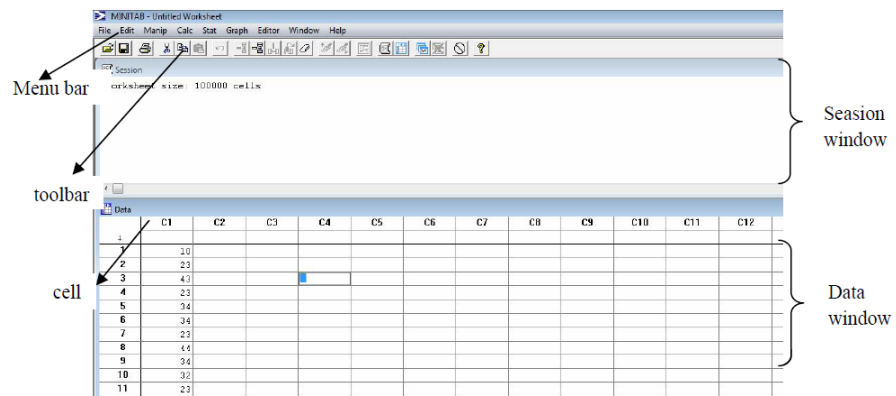 MINITAB - Untitled Worksheet
File Edit Manip Calc Stat Graph Editor Window Help
Session
Menu bar
orksheet size: 100000 cells
Seasion
window
toolbar
Data
C1 C2 C3 C4 C5 C6 C7 C8 C9 C10 C11 C12
↓
1 10
2 23
3 43
cell
4 23
Data
window
5 34
6 34
7 23
8 44
9 34
10 32
11 23